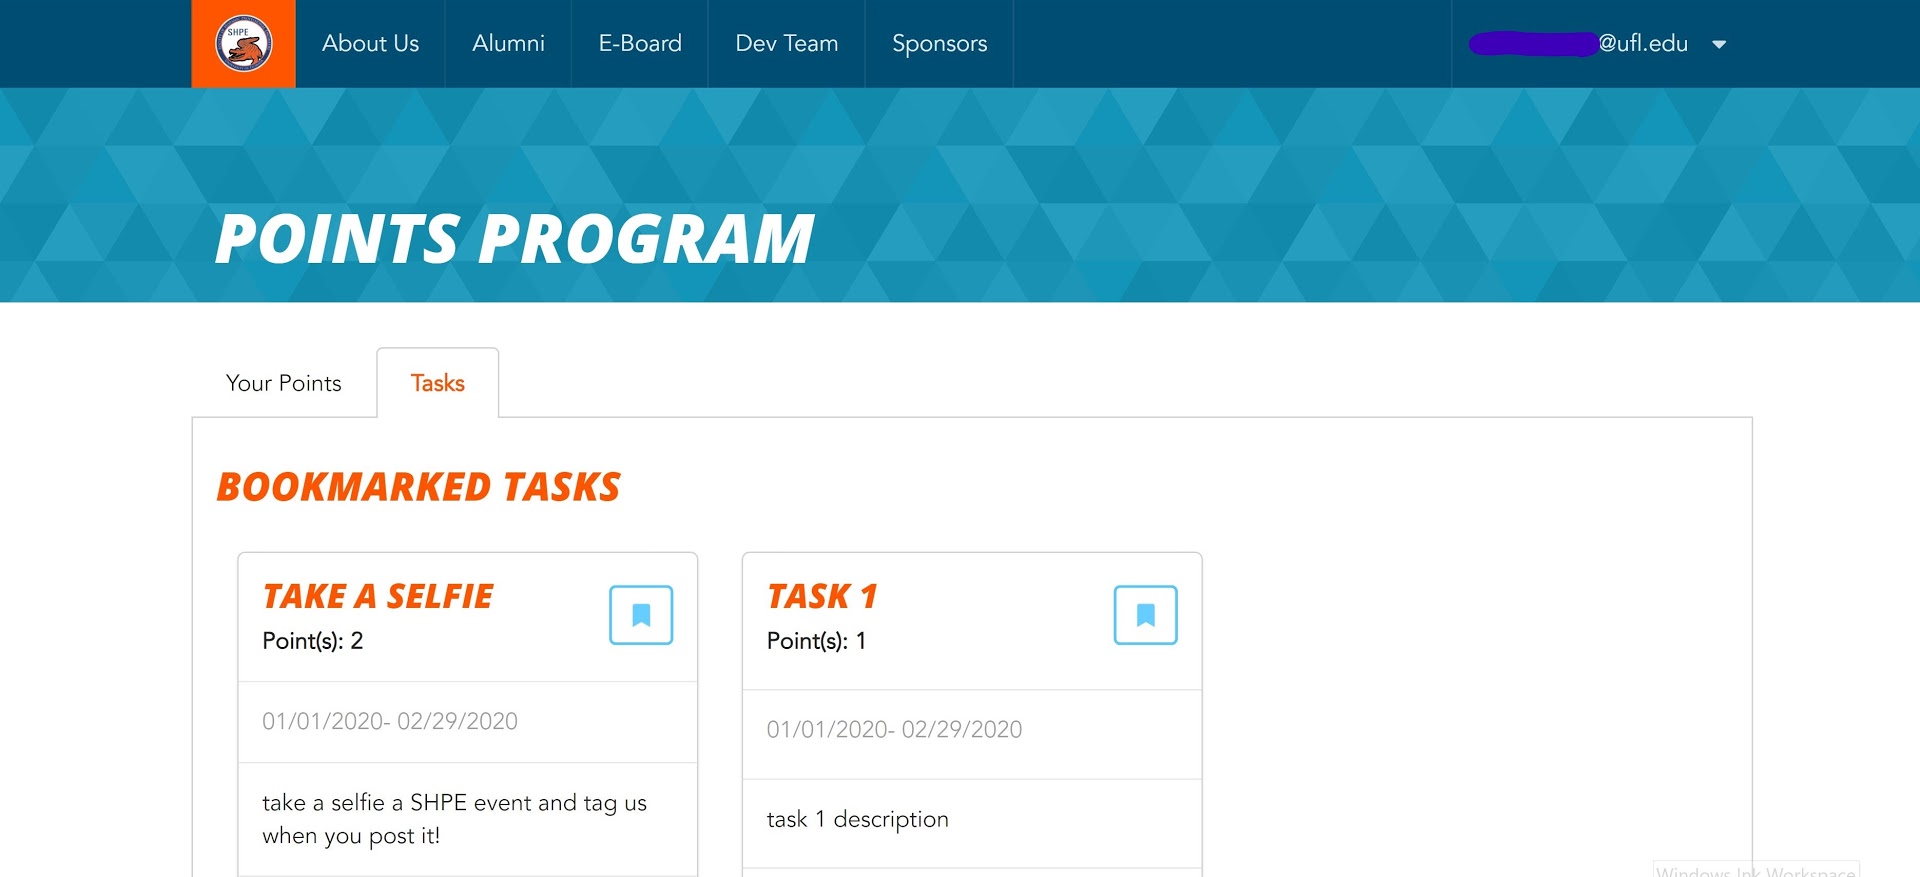 SHPE
About Us
Alumni
E-Board
Dev Team
Sponsors
@ufl.edu
POINTS PROGRAM
Your Points
Tasks
BOOKMARKED TASKS
TAKE A SELFIE
Point(s): 2
01/01/2020- 02/29/2020
take a selfie a SHPE event and tag us
when you post it!
TASK 1
Point(s): 1
01/01/2020- 02/29/2020
task 1 description
Windows Ink Workspace